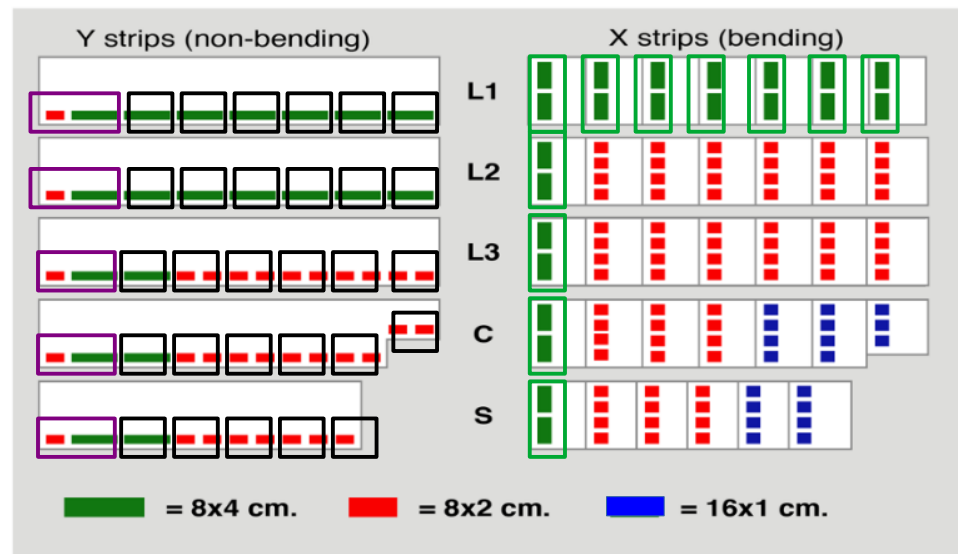 Y strips (non-bending)
X strips (bending)
L1
L2
L3
C
S
= 8x4 cm.
= 8x2 cm.
= 16x1 cm.